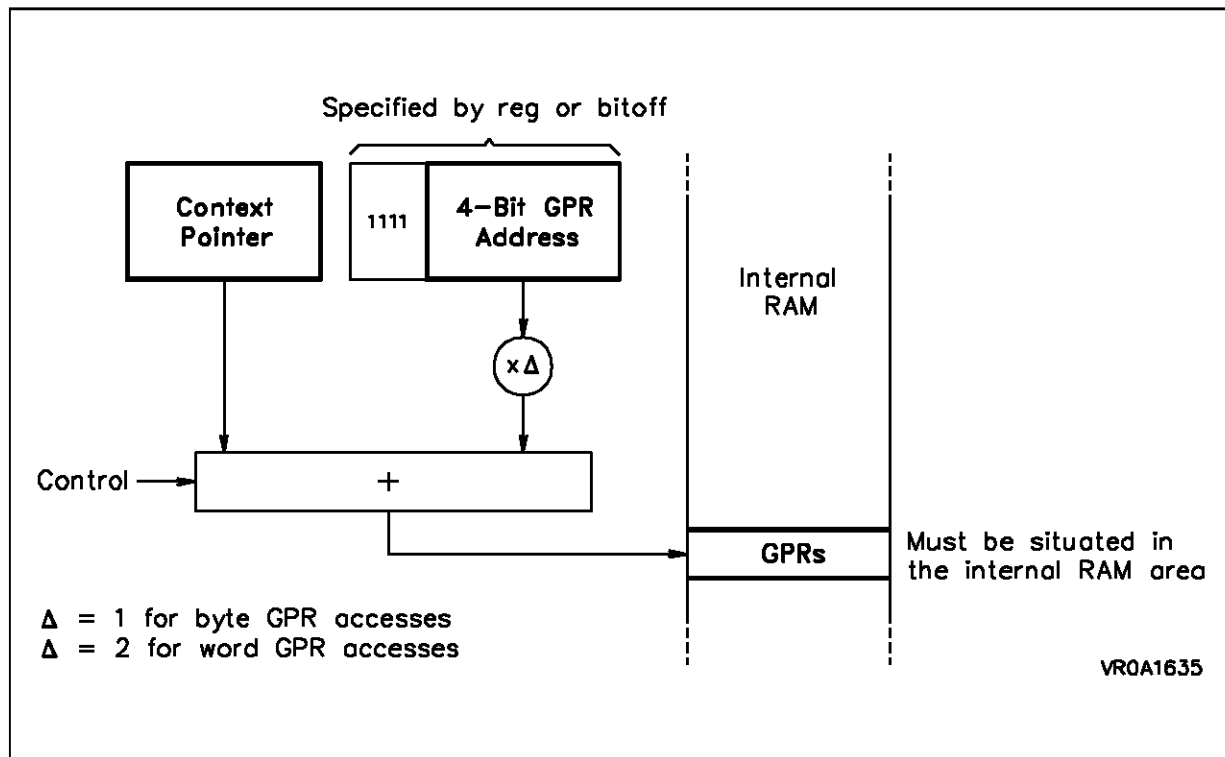 Specified by reg or bitoff
Context
Pointer
1111
4-Bit GPR
Address
Internal
RAM
×Δ
Control
+
GPRs
Must be situated in
the internal RAM area
Δ = 1 for byte GPR accesses
Δ = 2 for word GPR accesses
VR0A1635